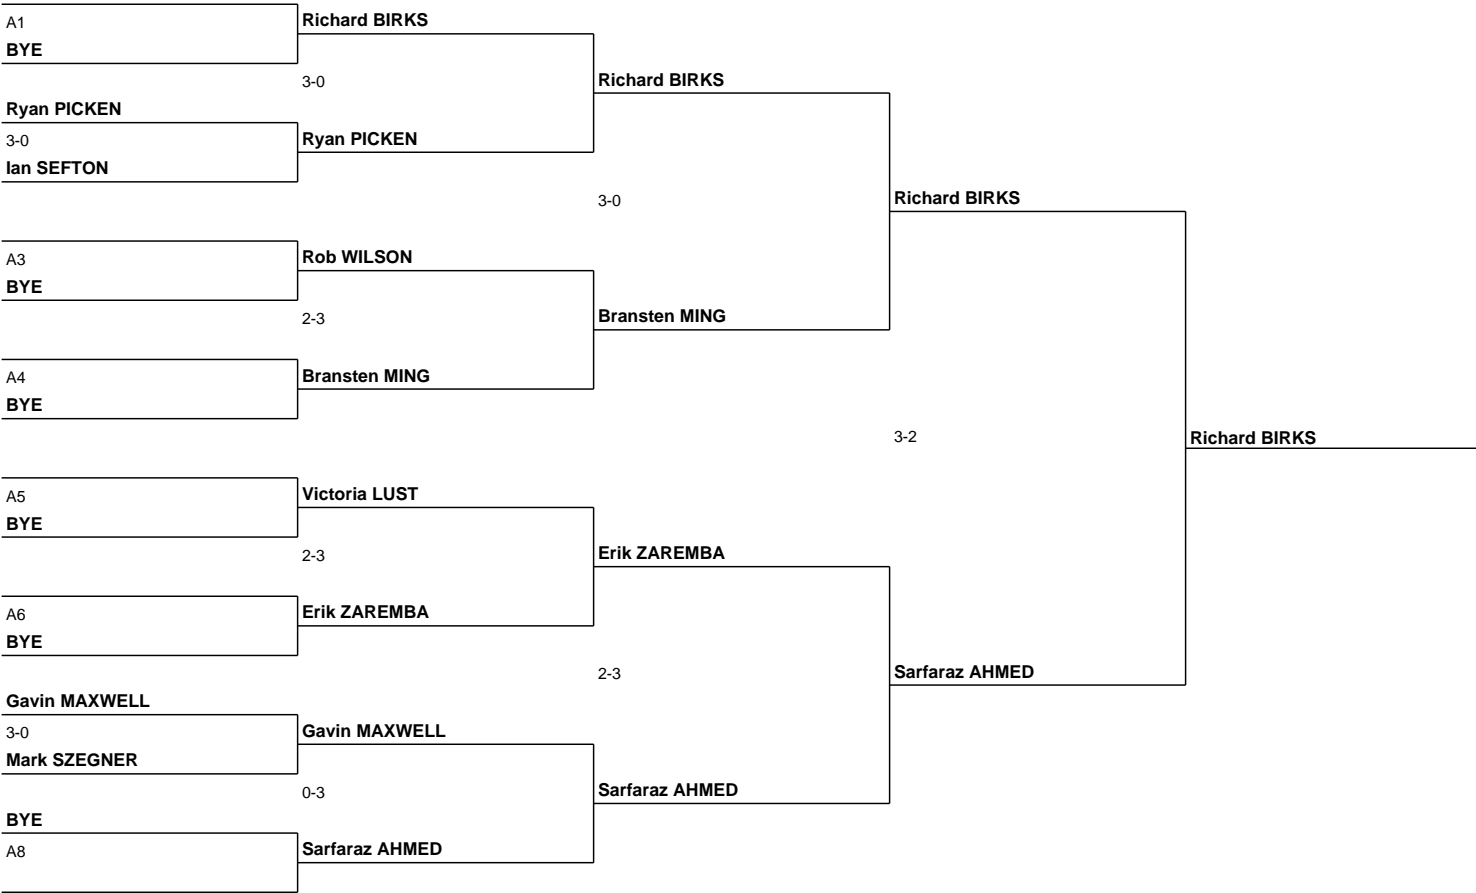 A1
BYE
Richard BIRKS
3-0
Ryan PICKEN
3-0
Ian SEFTON
Ryan PICKEN
Richard BIRKS
3-0
A3
BYE
Rob WILSON
2-3
A4
BYE
Bransten MING
Bransten MING
Richard BIRKS
3-2
A5
BYE
Victoria LUST
2-3
A6
BYE
Erik ZAREMBA
Erik ZAREMBA
2-3
Gavin MAXWELL
3-0
Mark SZEGNER
Gavin MAXWELL
0-3
BYE
A8
Sarfaraz AHMED
Sarfaraz AHMED
Sarfaraz AHMED
Richard BIRKS